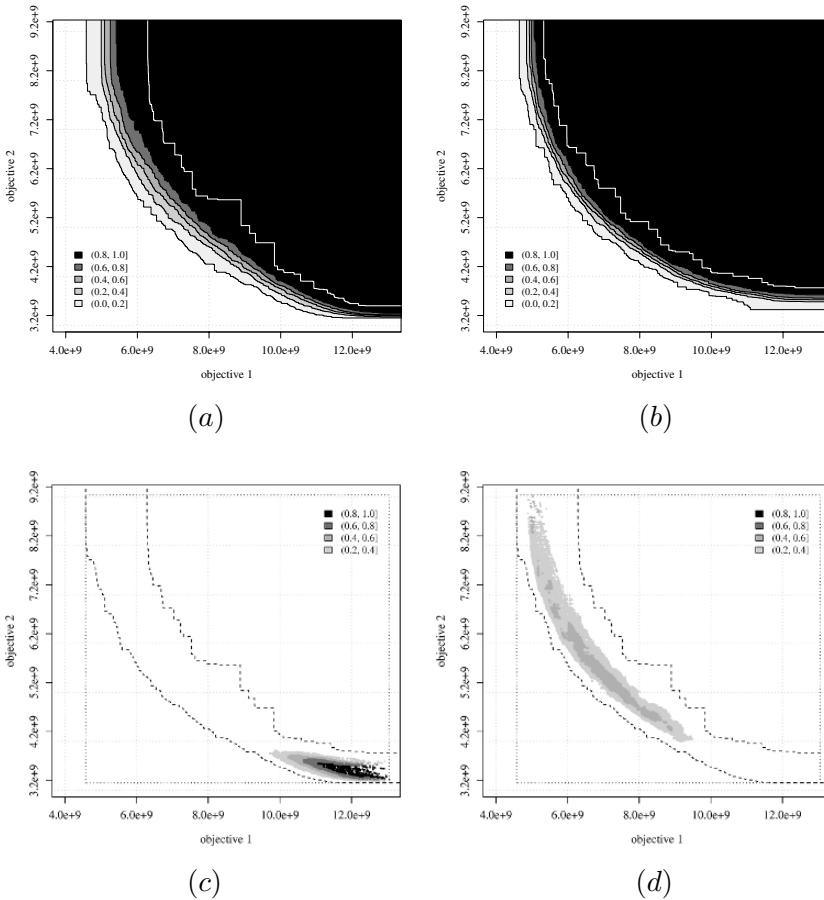 objective 2
9.2e+9
8.2e+9
7.2e+9
6.2e+9
5.2e+9
4.2e+9
3.2e+9
(0.8, 1.0]
(0.6, 0.8]
(0.4, 0.6]
(0.2, 0.4]
(0.0, 0.2]
4.0e+9 6.0e+9 8.0e+9 10.0e+9 12.0e+9
objective 1
(a)
objective 2
9.2e+9
8.2e+9
7.2e+9
6.2e+9
5.2e+9
4.2e+9
3.2e+9
(0.8, 1.0]
(0.6, 0.8]
(0.4, 0.6]
(0.2, 0.4]
(0.0, 0.2]
4.0e+9 6.0e+9 8.0e+9 10.0e+9 12.0e+9
objective 1
(b)
objective 2
9.2e+9
8.2e+9
7.2e+9
6.2e+9
5.2e+9
4.2e+9
3.2e+9
(0.8, 1.0]
(0.6, 0.8]
(0.4, 0.6]
(0.2, 0.4]
4.0e+9 6.0e+9 8.0e+9 10.0e+9 12.0e+9
objective 1
(c)
objective 2
9.2e+9
8.2e+9
7.2e+9
6.2e+9
5.2e+9
4.2e+9
3.2e+9
(0.8, 1.0]
(0.6, 0.8]
(0.4, 0.6]
(0.2, 0.4]
4.0e+9 6.0e+9 8.0e+9 10.0e+9 12.0e+9
objective 1
(d)